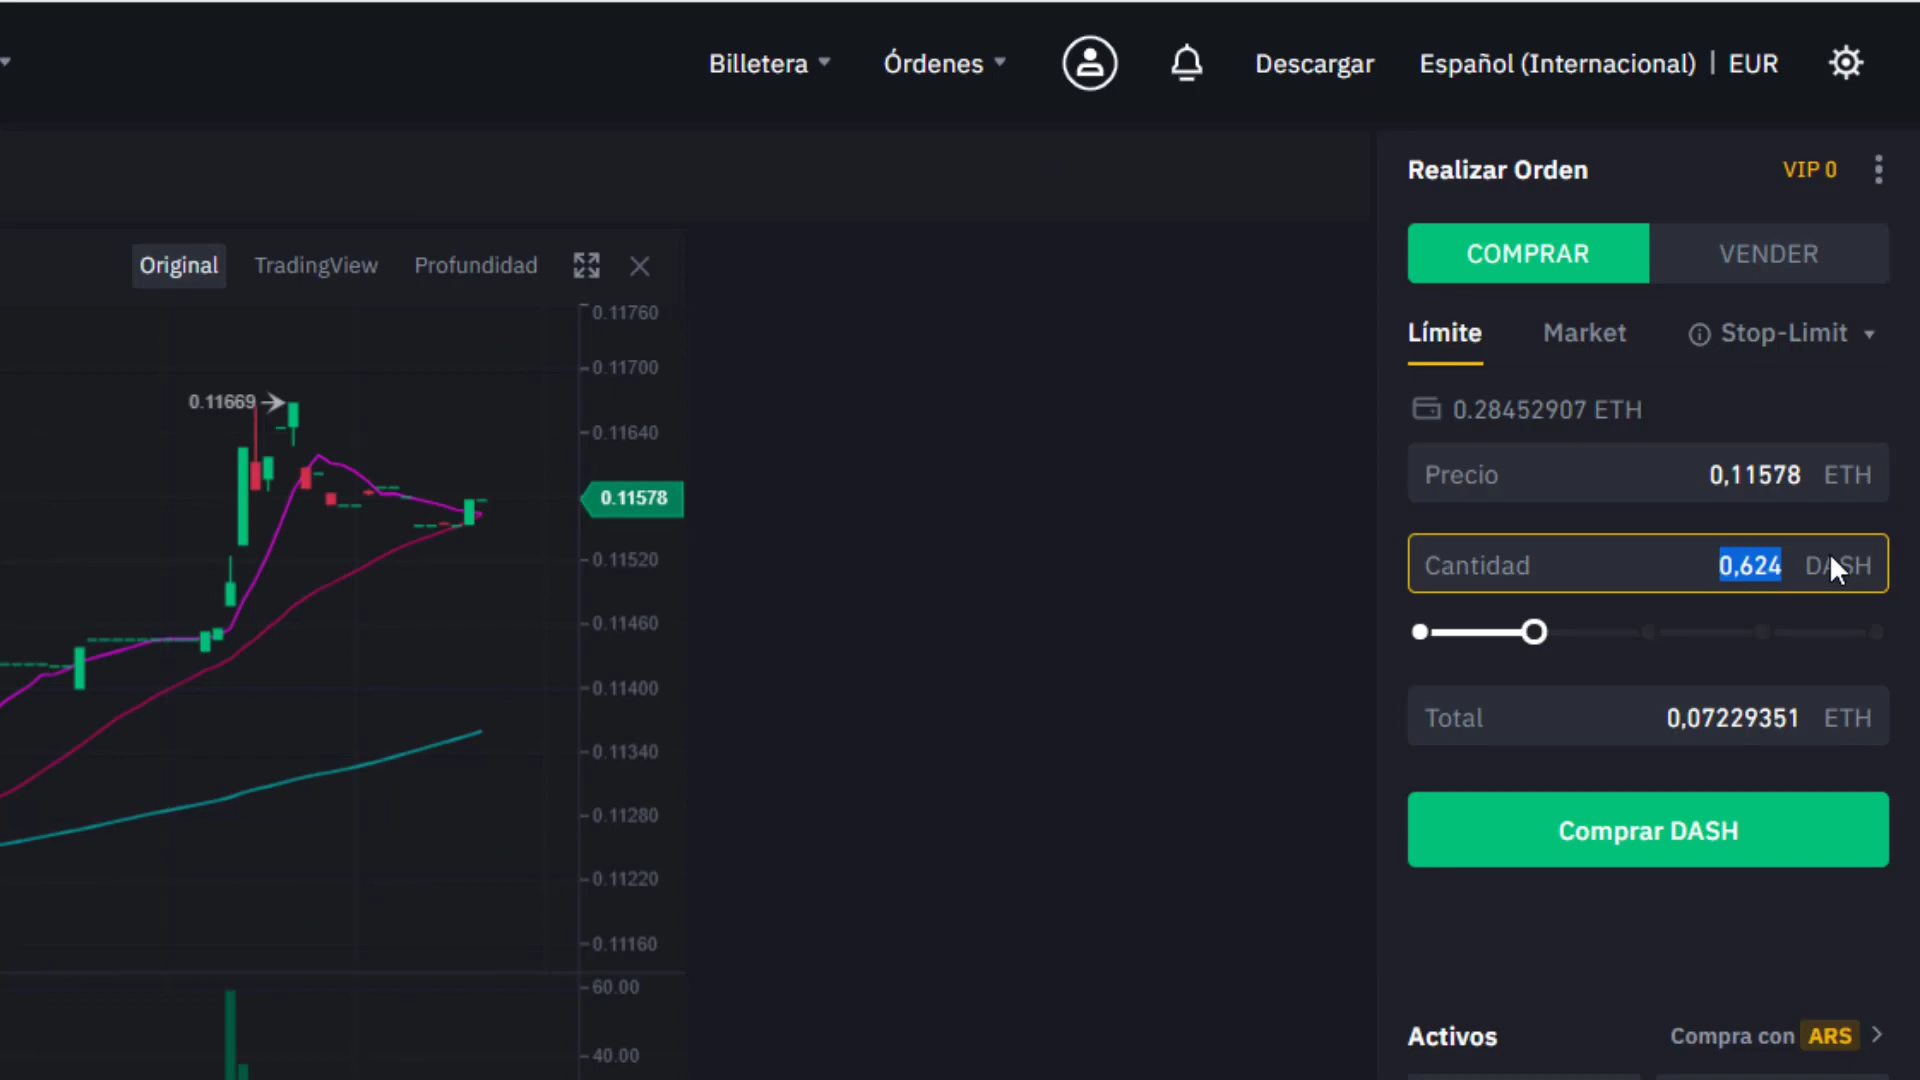 Billetera Órdenes Descargar Español (Internacional) | EUR
Realizar Orden VIP 0
COMPRAR VENDER
Original TradingView Profundidad
Límite Market Stop-Limit
0.28452907 ETH
Precio 0,11578 ETH
Cantidad 0,624 DASH
Total 0,07229351 ETH
Comprar DASH
Activos Compra con ARS
0.11760
0.11700
0.11669
0.11640
0.11578
0.11520
0.11460
0.11400
0.11340
0.11280
0.11220
0.11160
60.00
40.00